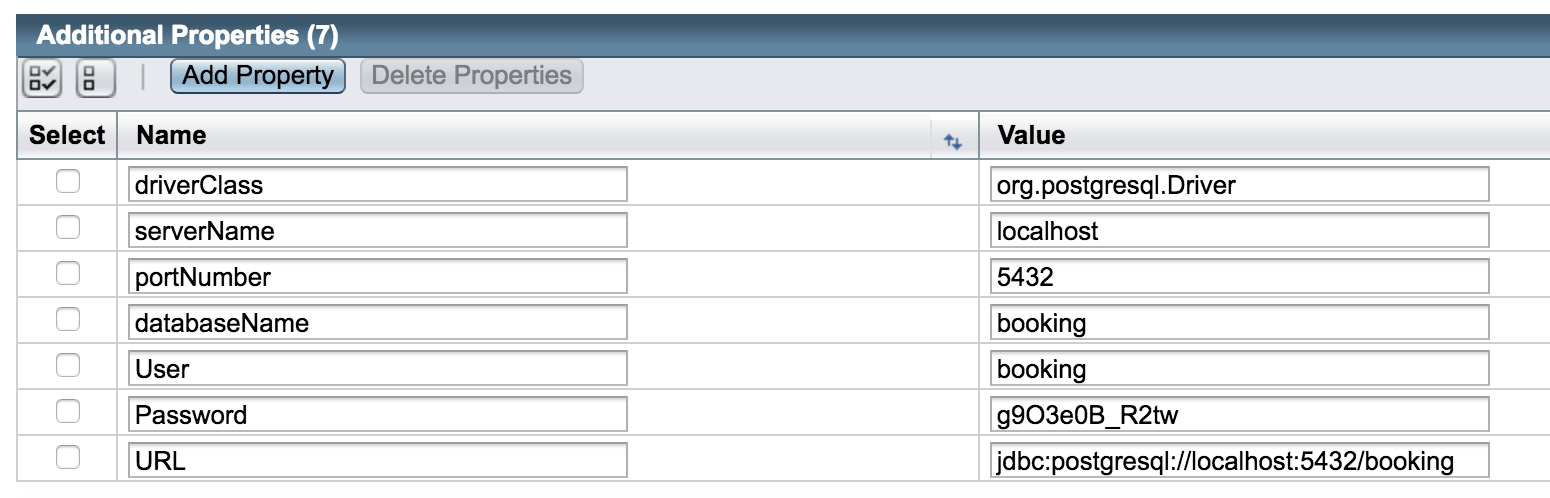 Additional Properties (7)
Add Property Delete Properties
Select Name Value
driverClass org.postgresql.Driver
serverName localhost
portNumber 5432
databaseName booking
User booking
Password g9O3e0B_R2tw
URL jdbc:postgresql://localhost:5432/booking